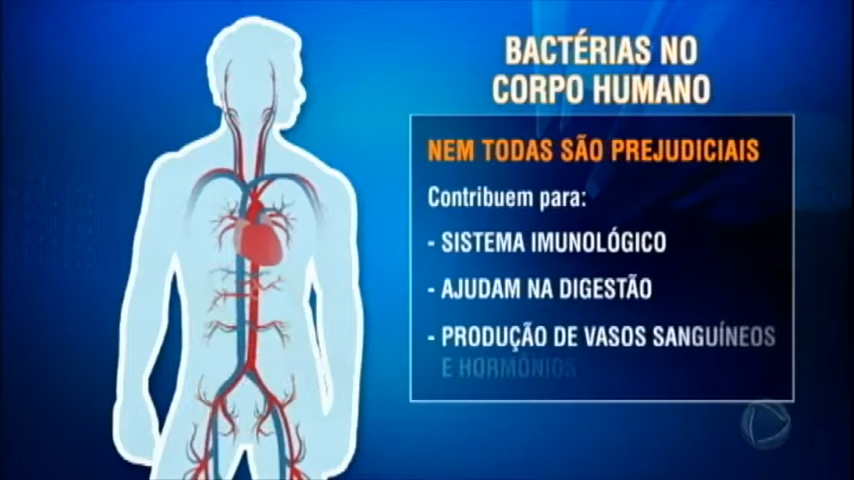 BACTÉRIAS NO
CORPO HUMANO
NEM TODAS SÃO PREJUDICIAIS
Contribuem para:
- SISTEMA IMUNOLÓGICO
- AJUDAM NA DIGESTÃO
- PRODUÇÃO DE VASOS SANGUÍNEOS
E HORMÔNIOS